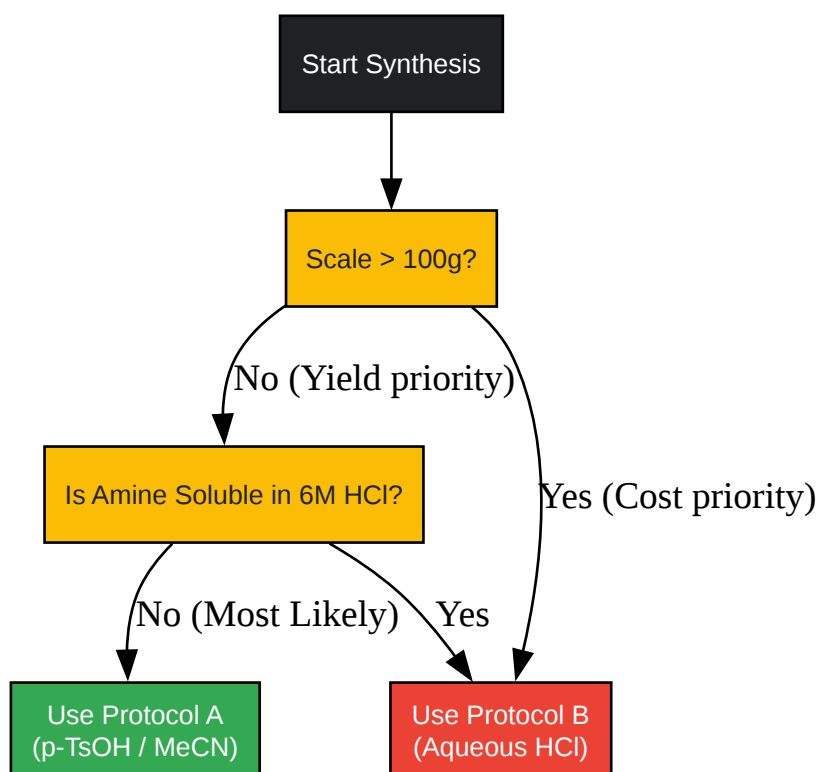 Start Synthesis
Scale > 100g?
No (Yield priority)
Is Amine Soluble in 6M HCl?
Yes (Cost priority)
No (Most Likely)
Yes
Use Protocol A
(p-TsOH / MeCN)
Use Protocol B
(Aqueous HCl)